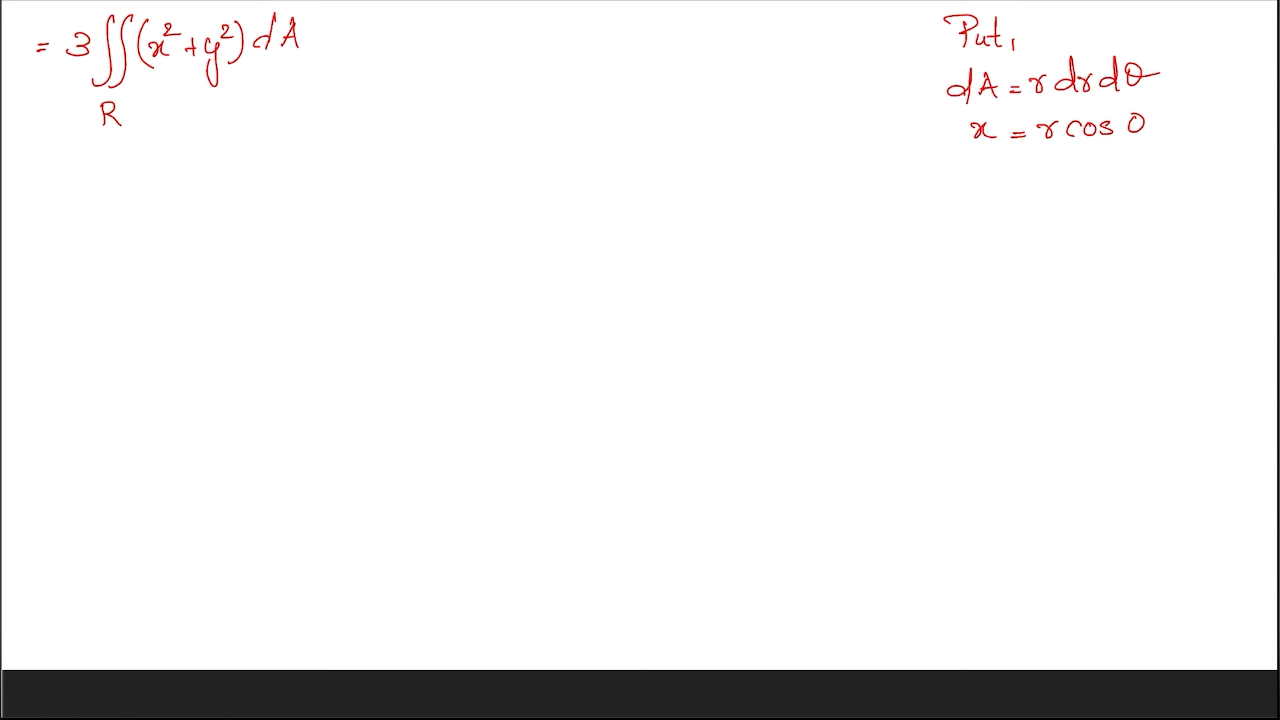 = 3∬(x²+y²) dA
R
Put,
dA = r dr dθ
x = r cos θ